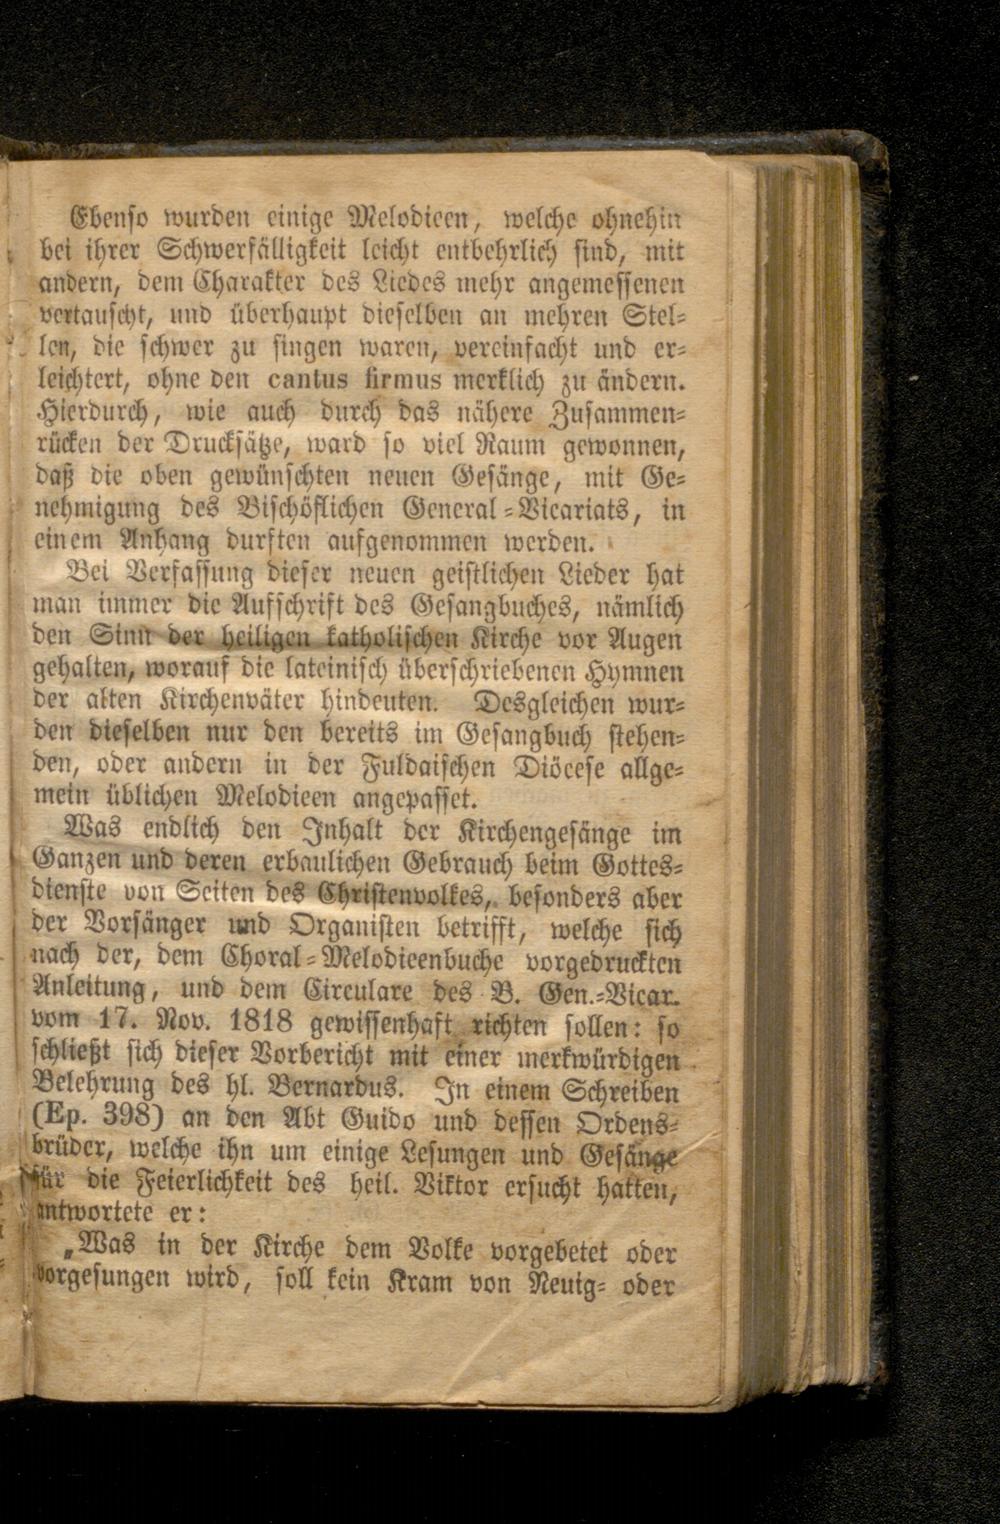 Ebenso wurden einige Melodieen, welche ohnehin
bei ihrer Schwerfälligkeit leicht entbehrlich sind, mit
andern, dem Charakter des Liedes mehr angemessenen
vertauscht, und überhaupt dieselben an mehren Stel-
len, die schwer zu singen waren, vereinfacht und er-
leichtert, ohne den cantus firmus merklich zu ändern.
Hierdurch, wie auch durch das nähere Zusammen-
rücken der Drucksätze, ward so viel Raum gewonnen,
daß die oben gewünschten neuen Gesänge, mit Ge-
nehmigung des Bischöflichen General-Vicariats, in
einem Anhang durften aufgenommen werden.
Bei Verfassung dieser neuen geistlichen Lieder hat
man immer die Aufschrift des Gesangbuches, nämlich
den Sinn der heiligen katholischen Kirche vor Augen
gehalten, worauf die lateinisch überschriebenen Hymnen
der alten Kirchenväter hindeuten. Desgleichen wur-
den dieselben nur den bereits im Gesangbuch stehen-
den, oder andern in der Fuldaischen Diöcese allge-
mein üblichen Melodieen angepasset.
Was endlich den Inhalt der Kirchengesänge im
Ganzen und deren erbaulichen Gebrauch beim Gottes-
dienste von Seiten des Christenvolkes, besonders aber
der Vorsänger und Organisten betrifft, welche sich
nach der, dem Choral-Melodieenbuche vorgedruckten
Anleitung, und dem Circulare des B. Gen.-Vicar.
vom 17. Nov. 1818 gewissenhaft richten sollen: so
schließt sich dieser Vorbericht mit einer merkwürdigen
Belehrung des hl. Bernardus. In einem Schreiben
(Ep. 398) an den Abt Guido und dessen Ordens-
brüder, welche ihn um einige Lesungen und Gesänge
für die Feierlichkeit des heil. Viktor ersucht hatten,
antwortete er:
„Was in der Kirche dem Volke vorgebetet oder
vorgesungen wird, soll kein Kram von Neuig- oder